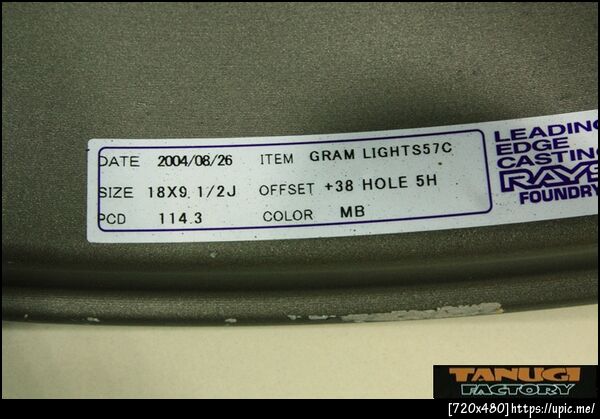 DATE 2004/08/26 ITEM GRAM LIGHTS57C
SIZE 18X9 1/2J OFFSET +38 HOLE 5H
PCD 114.3 COLOR MB
LEADING
EDGE
CASTING
RAYS
FOUNDRY
TANUGI
FACTORY
[720x480]https://upic.me/